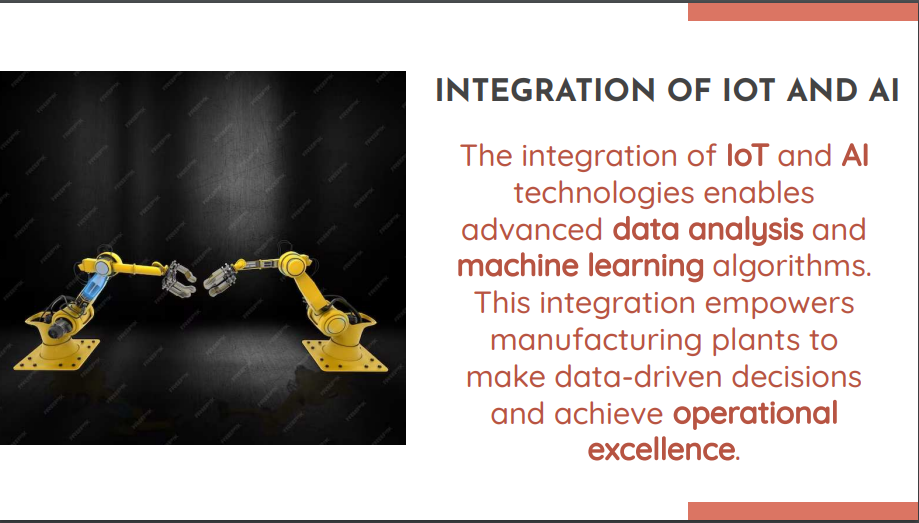 INTEGRATION OF IOT AND AI
The integration of IoT and AI
technologies enables
advanced data analysis and
machine learning algorithms.
This integration empowers
manufacturing plants to
make data-driven decisions
and achieve operational
excellence.